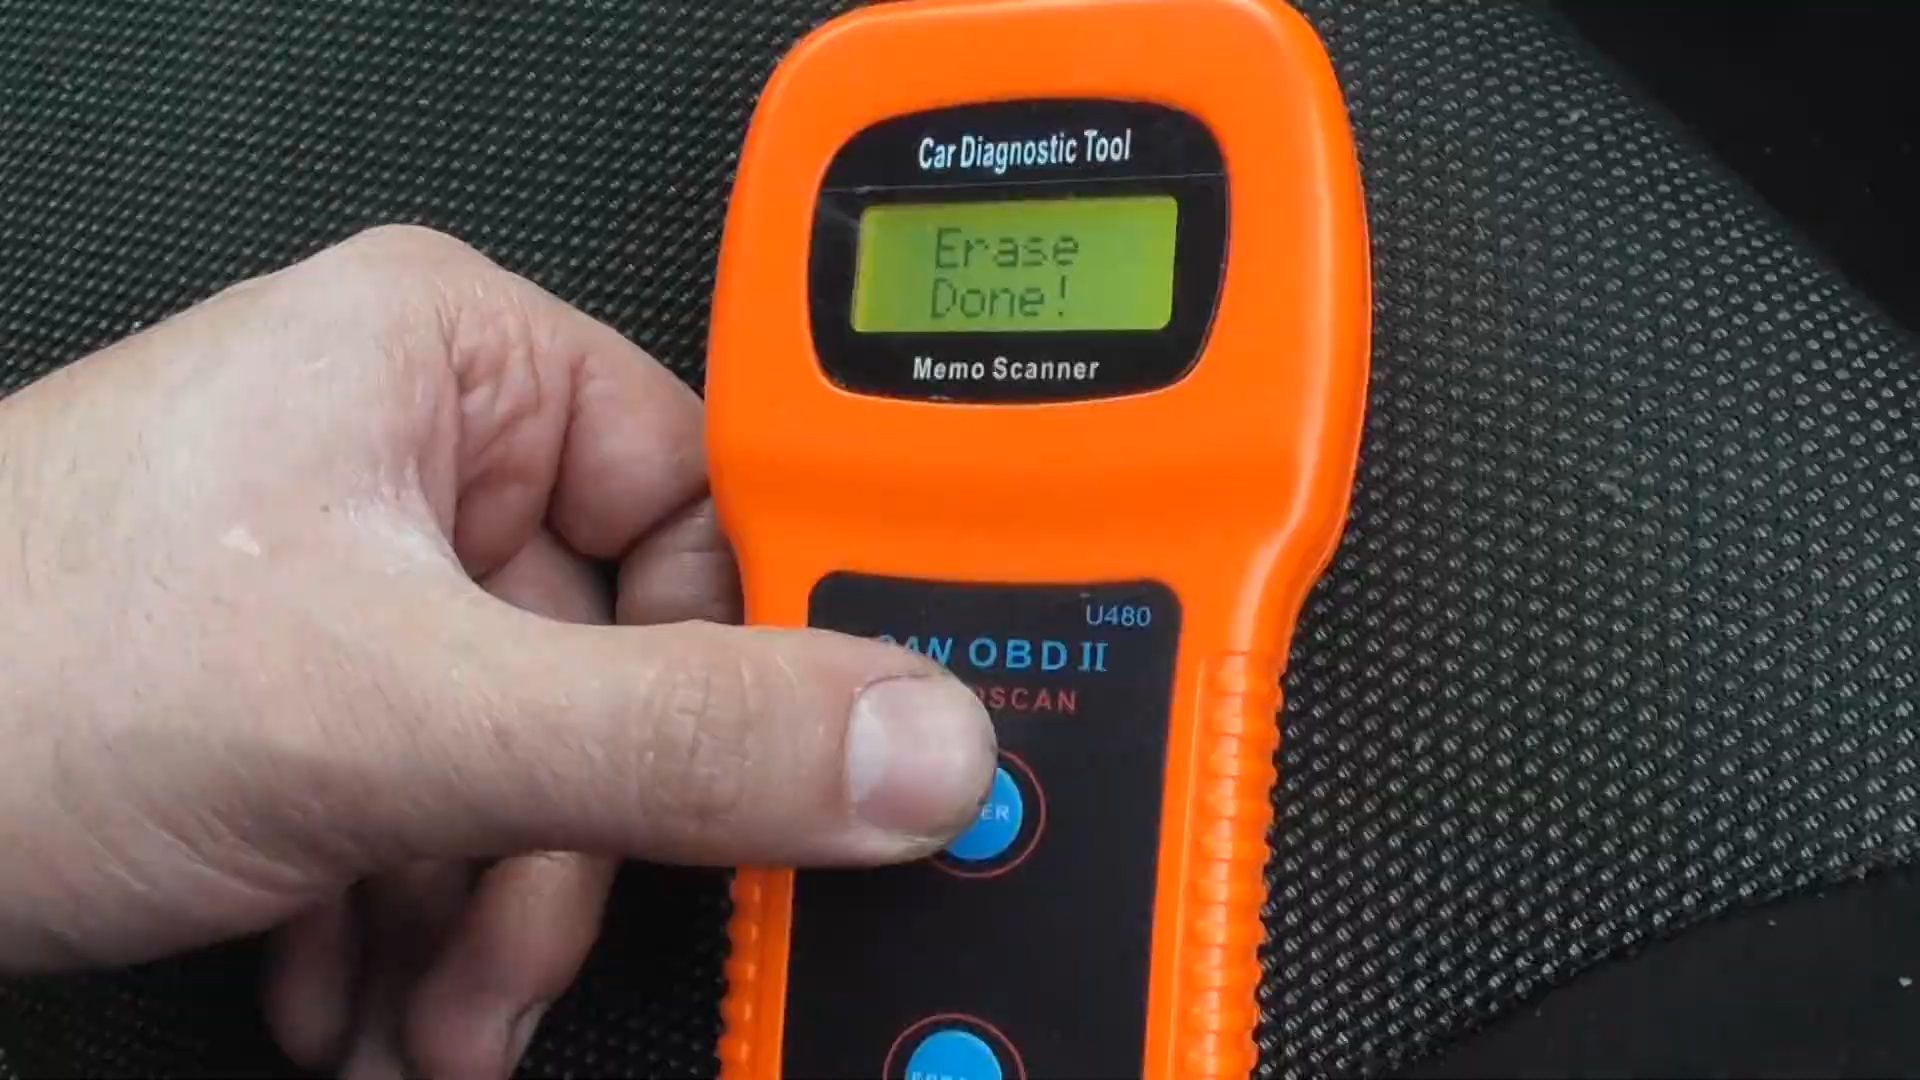 Car Diagnostic Tool
Erase
Done!
Memo Scanner
U480
OBD II